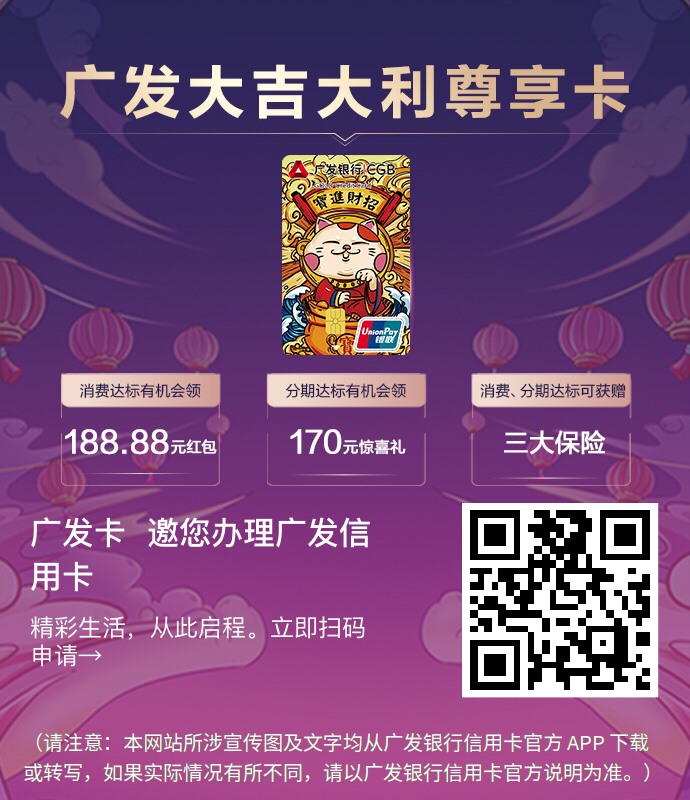 广发大吉大利尊享卡
广发银行 CGB
寶進財招
UnionPay
银联
消费达标有机会领
分期达标有机会领
消费、分期达标可获赠
188.88元红包
170元惊喜礼
三大保险
广发卡 邀您办理广发信
用卡
精彩生活，从此启程。立即扫码
申请→
（请注意：本网站所涉宣传图及文字均从广发银行信用卡官方 APP 下载
或转写，如果实际情况有所不同，请以广发银行信用卡官方说明为准。）